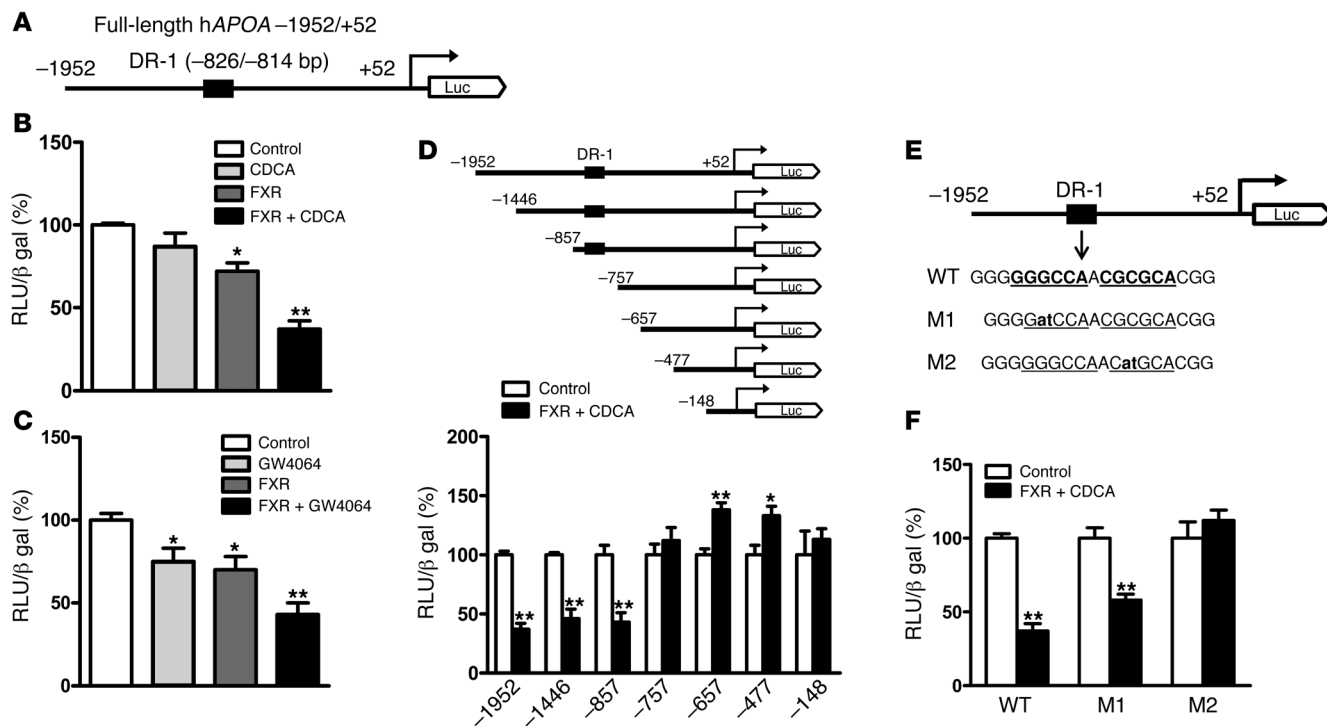 A
Full-length hAPOA −1952/+52
DR-1 (−826/−814 bp)
−1952
+52
Luc
B
150
100
50
0
RLU/β gal (%)
Control
CDCA
FXR
FXR + CDCA
*
**
C
150
100
50
0
RLU/β gal (%)
Control
GW4064
FXR
FXR + GW4064
*
*
**
D
−1952
DR-1
+52
Luc
−1446
Luc
−857
Luc
−757
Luc
−657
Luc
−477
Luc
−148
Luc
Control
FXR + CDCA
200
150
100
50
0
RLU/β gal (%)
**
**
**
**
*
−1952
−1446
−857
−757
−657
−477
−148
E
−1952
DR-1
+52
Luc
WT GGGGGGCCAACGCGCACGG
M1 GGGGatCCAACGCGCACGG
M2 GGGGGGCCAACatGCACGG
F
150
100
50
0
RLU/β gal (%)
Control
FXR + CDCA
**
**
WT
M1
M2